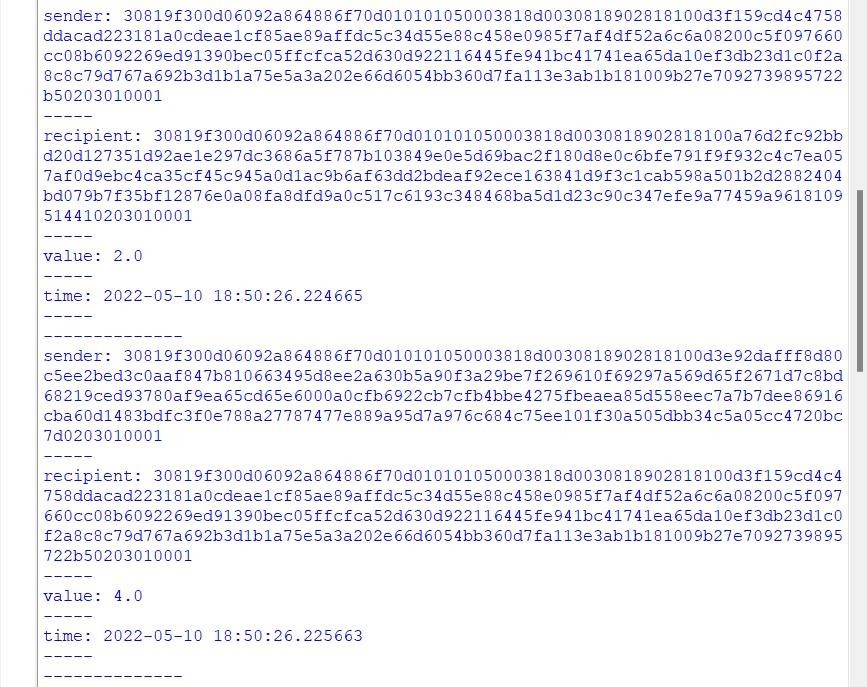 sender: 30819f300d06092a864886f70d010101050003818d0030818902818100d3f159cd4c4758
ddacad223181a0cdeae1cf85ae89affdc5c34d55e88c458e0985f7af4df52a6c6a08200c5f097660
cc08b6092269ed91390bec05ffcfca52d630d922116445fe941bc41741ea65da10ef3db23d1c0f2a
8c8c79d767a692b3d1b1a75e5a3a202e66d6054bb360d7fa113e3ab1b181009b27e7092739895722
b50203010001
-----
recipient: 30819f300d06092a864886f70d010101050003818d0030818902818100a76d2fc92bb
d20d127351d92ae1e297dc3686a5f787b103849e0e5d69bac2f180d8e0c6bfe791f9f932c4c7ea05
7af0d9ebc4ca35cf45c945a0d1ac9b6af63dd2bdeaf92ece163841d9f3c1cab598a501b2d2882404
bd079b7f35bf12876e0a08fa8dfd9a0c517c6193c348468ba5d1d23c90c347efe9a77459a9618109
514410203010001
-----
value: 2.0
-----
time: 2022-05-10 18:50:26.224665
-----
--------------
sender: 30819f300d06092a864886f70d010101050003818d0030818902818100d3e92dafff8d80
c5ee2bed3c0aaf847b810663495d8ee2a630b5a90f3a29be7f269610f69297a569d65f2671d7c8bd
68219ced93780af9ea65cd65e6000a0cfb6922cb7cfb4bbe4275fbeaea85d558eec7a7b7dee86916
cba60d1483bdfc3f0e788a27787477e889a95d7a976c684c75ee101f30a505dbb34c5a05cc4720bc
7d0203010001
-----
recipient: 30819f300d06092a864886f70d010101050003818d0030818902818100d3f159cd4c4
758ddacad223181a0cdeae1cf85ae89affdc5c34d55e88c458e0985f7af4df52a6c6a08200c5f097
660cc08b6092269ed91390bec05ffcfca52d630d922116445fe941bc41741ea65da10ef3db23d1c0
f2a8c8c79d767a692b3d1b1a75e5a3a202e66d6054bb360d7fa113e3ab1b181009b27e7092739895
722b50203010001
-----
value: 4.0
-----
time: 2022-05-10 18:50:26.225663
-----
--------------